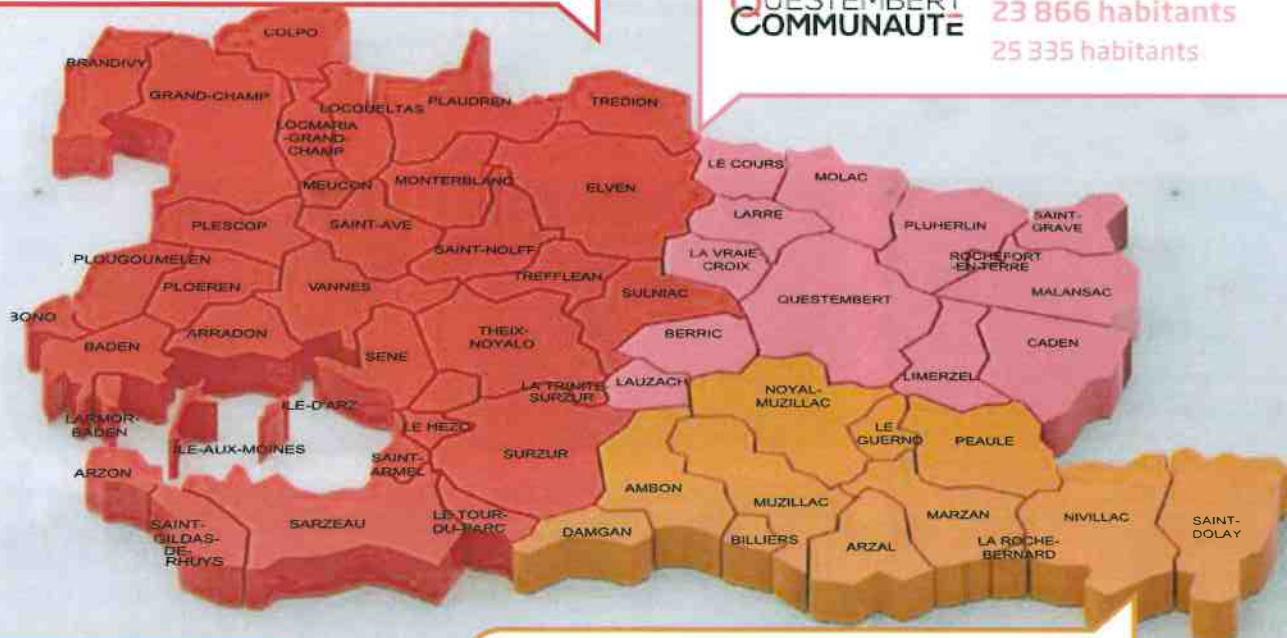 QUESTEMBERT
COMMUNAUTÉ
23 866 habitants
25 335 habitants
COLPO
BRANDIVY
GRAND-CHAMP
LOCQUELTAS
PLAUDREN
TREDION
LOCMARIA
-GRAND-
CHAMP
LE COURS
MOLAC
MEUCON
MONTERBLANC
ELVEN
LARRE
PLUHERLIN
SAINT-
GRAVE
PLESCOP
SAINT-AVE
SAINT-NOLFF
LA VRAIE-
CROIX
ROCHEFORT
-EN-TERRE
PLOUGOUMELEN
PLOEREN
VANNES
TREFFLEAN
SULNIAC
QUESTEMBERT
MALANSAC
BONO
BADEN
ARRADON
SENE
THEIX-
NOYALO
BERRIC
CADEN
LA TRINITE-
SURZUR
LAUZACH
NOYAL-
MUZILLAC
LIMERZEL
LARMOR-
BADEN
ILE-D'ARZ
ILE-AUX-MOINES
LE HEZO
LE
GUERNO
PEAULE
ARZON
SAINT-
ARMEL
SURZUR
AMBON
MUZILLAC
MARZAN
NIVILLAC
SAINT-
DOLAY
SAINT-
GILDAS-
DE-
RHUYS
SARZEAU
LE TOUR-
DU-PARC
DAMGAN
BILLIERS
ARZAL
LA ROCHE-
BERNARD